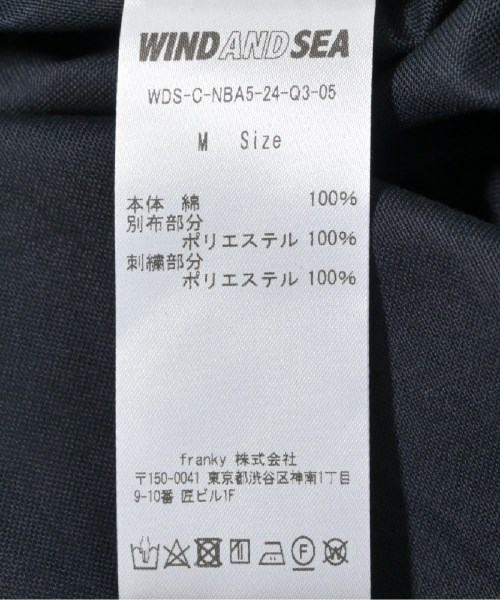 WIND AND SEA
WDS-C-NBA5-24-Q3-05
M Size
本体 綿 100%
別布部分
ポリエステル 100%
刺繍部分
ポリエステル 100%
franky 株式会社
〒150-0041 東京都渋谷区神南1丁目
9-10番 匠ビル1F